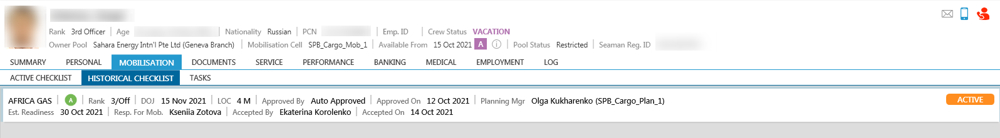 Rank 3rd Officer Age Nationality Russian PCN Emp. ID Crew Status VACATION
Owner Pool Sahara Energy Intn'l Pte Ltd (Geneva Branch) Mobilisation Cell SPB_Cargo_Mob_1 Available From 15 Oct 2021 A Pool Status Restricted Seaman Reg. ID
SUMMARY PERSONAL MOBILISATION DOCUMENTS SERVICE PERFORMANCE BANKING MEDICAL EMPLOYMENT LOG
ACTIVE CHECKLIST HISTORICAL CHECKLIST TASKS
AFRICA GAS A Rank 3/Off DOJ 15 Nov 2021 LOC 4 M Approved By Auto Approved Approved On 12 Oct 2021 Planning Mgr Olga Kukharenko (SPB_Cargo_Plan_1) ACTIVE
Est. Readiness 30 Oct 2021 Resp. For Mob. Kseniia Zotova Accepted By Ekaterina Korolenko Accepted On 14 Oct 2021